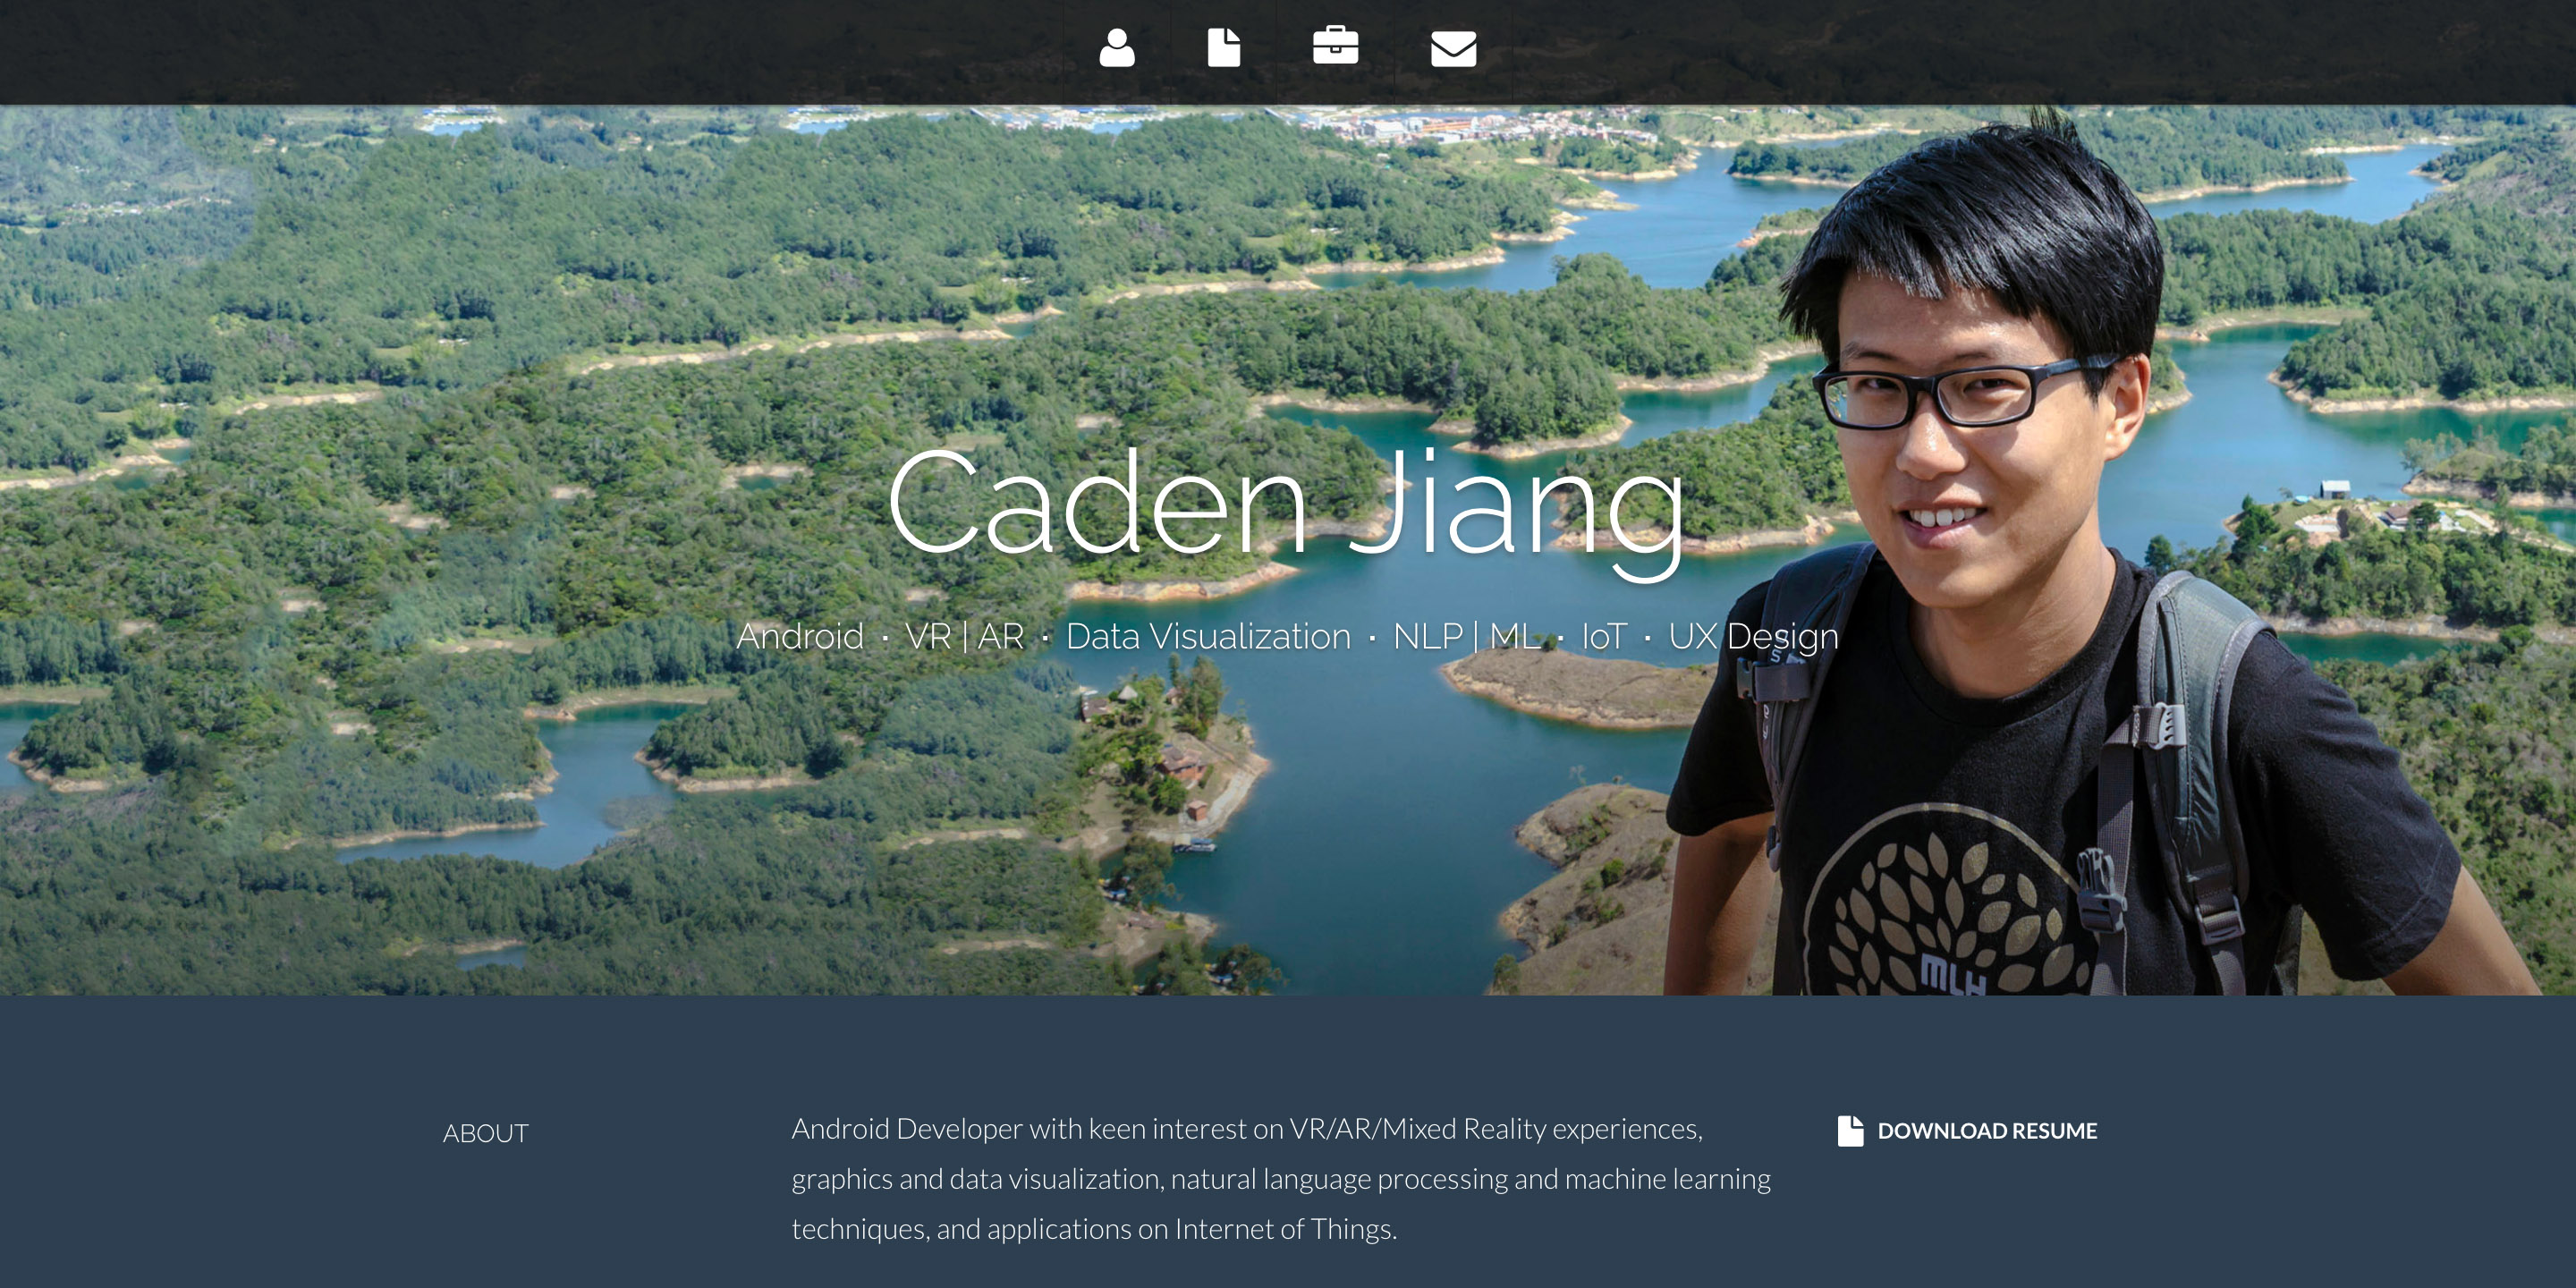 Caden Jiang
Android · VR | AR · Data Visualization · NLP | ML · IoT · UX Design
MLH
ABOUT
Android Developer with keen interest on VR/AR/Mixed Reality experiences,
graphics and data visualization, natural language processing and machine learning
techniques, and applications on Internet of Things.
DOWNLOAD RESUME